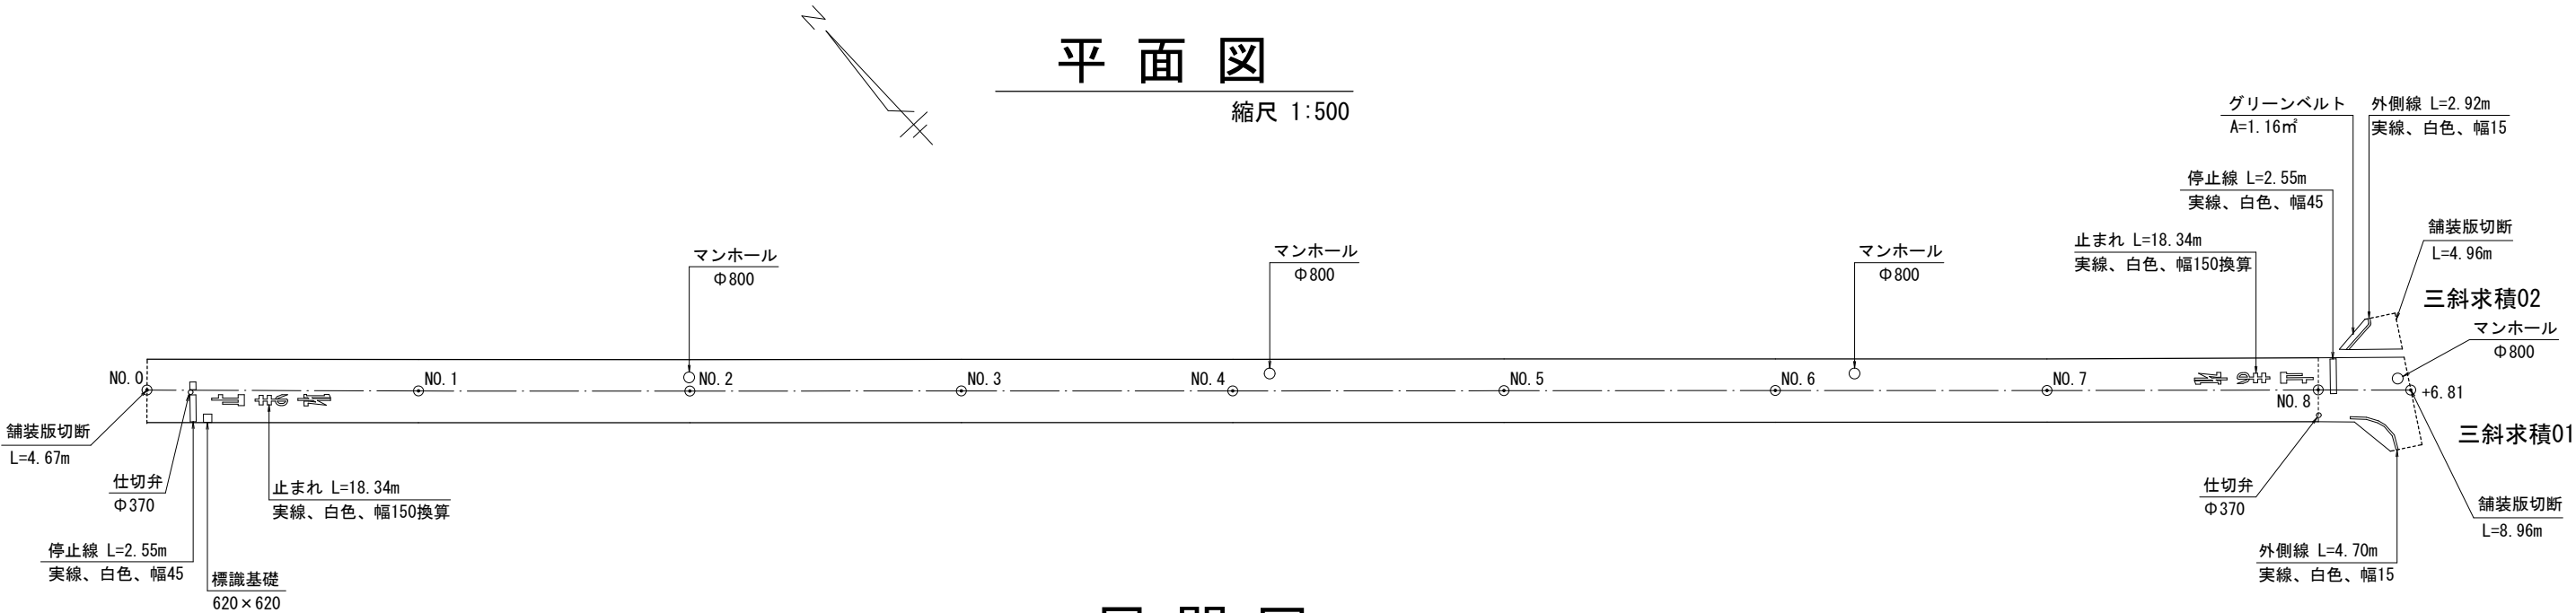 平面図
縮尺 1:500
グリーンベルト
A=1.16㎡
外側線 L=2.92m
実線、白色、幅15
停止線 L=2.55m
実線、白色、幅45
止まれ L=18.34m
実線、白色、幅150換算
舗装版切断
L=4.96m
三斜求積02
マンホール
Φ800
マンホール
Φ800
マンホール
Φ800
マンホール
Φ800
NO.0
NO.1
NO.2
NO.3
NO.4
NO.5
NO.6
NO.7
NO.8
+6.81
止まれ
止まれ
舗装版切断
L=4.67m
仕切弁
Φ370
止まれ L=18.34m
実線、白色、幅150換算
停止線 L=2.55m
実線、白色、幅45
標識基礎
620×620
三斜求積01
仕切弁
Φ370
舗装版切断
L=8.96m
外側線 L=4.70m
実線、白色、幅15